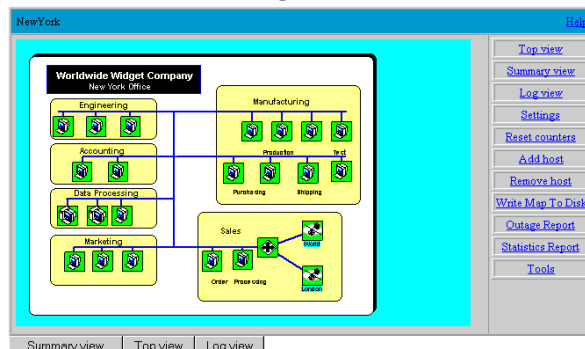 NewYork
Help
Worldwide Widget Company
New York Office
Engineering
Manufacturing
Production
Test
Accounting
Purchasing
Shipping
Data Processing
Marketing
Sales
World
Order Processing
London
Top view
Summary view
Log view
Settings
Reset counters
Add host
Remove host
Write Map To Disk
Outage Report
Statistics Report
Tools
Summary view
Top view
Log view